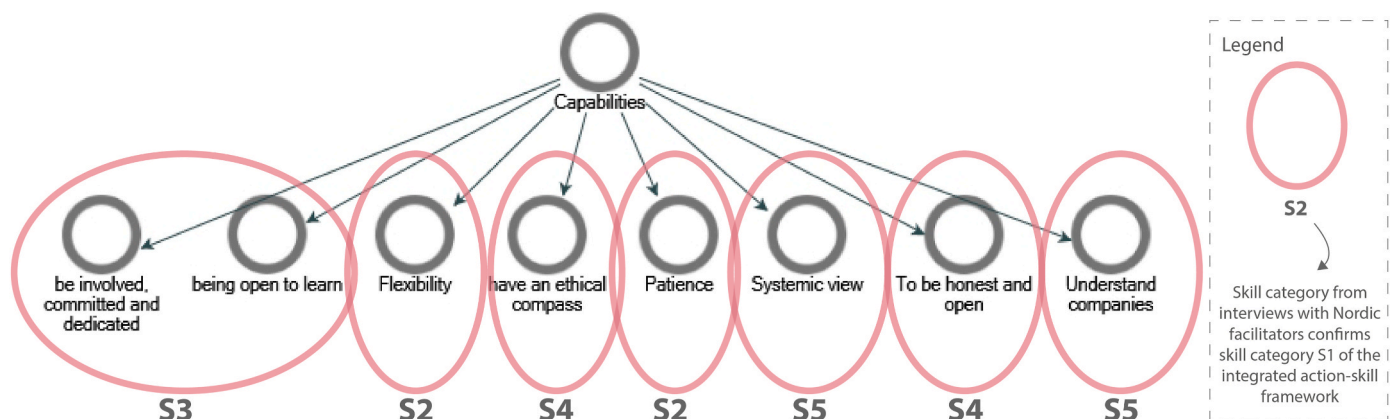 Capabilities
be involved,
committed and
dedicated
being open to learn
Flexibility
have an ethical
compass
Patience
Systemic view
To be honest and
open
Understand
companies
S3
S2
S4
S2
S5
S4
S5
Legend
S2
Skill category from
interviews with Nordic
facilitators confirms
skill category S1 of the
integrated action-skill
framework